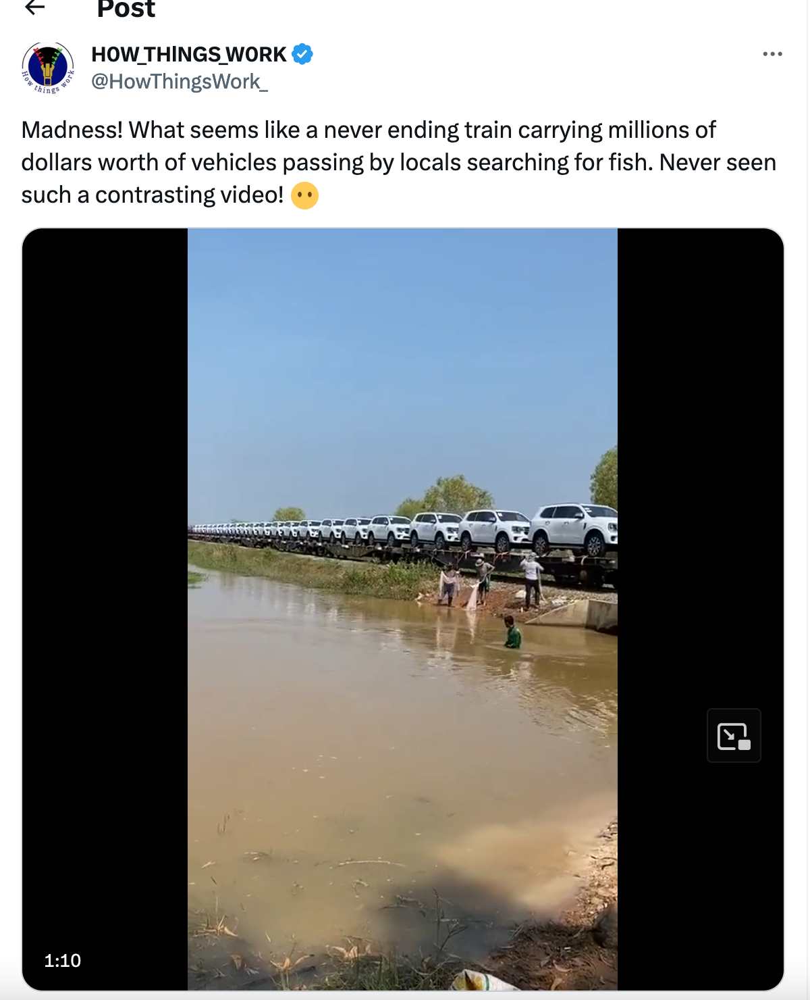 Post
HOW_THINGS_WORK
@HowThingsWork_
How things work
Madness! What seems like a never ending train carrying millions of
dollars worth of vehicles passing by locals searching for fish. Never seen
such a contrasting video! 😶
1:10